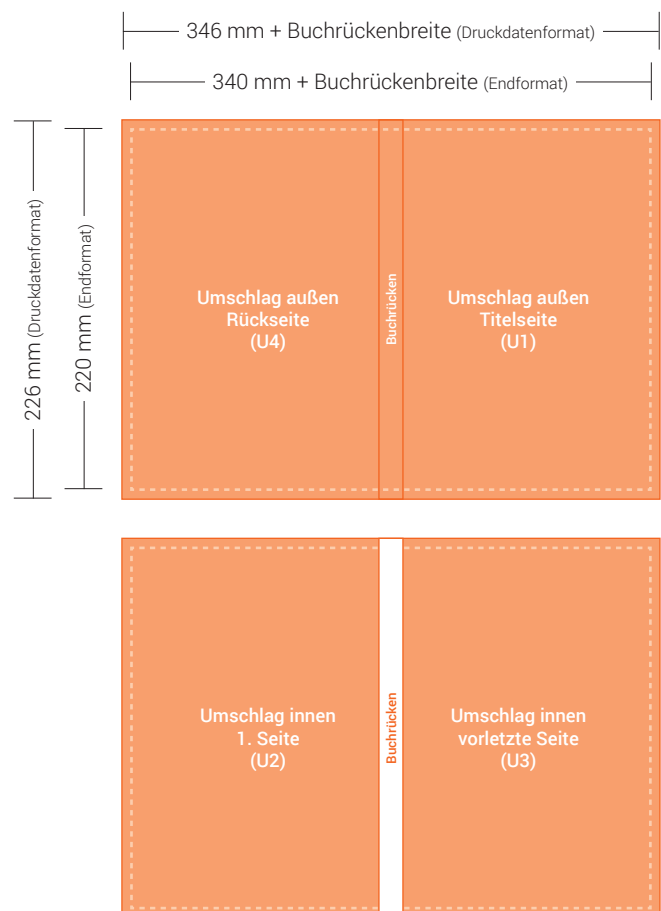 346 mm + Buchrückenbreite (Druckdatenformat)
340 mm + Buchrückenbreite (Endformat)
226 mm (Druckdatenformat)
220 mm (Endformat)
Umschlag außen
Rückseite
(U4)
Buchrücken
Umschlag außen
Titelseite
(U1)
Umschlag innen
1. Seite
(U2)
Buchrücken
Umschlag innen
vorletzte Seite
(U3)